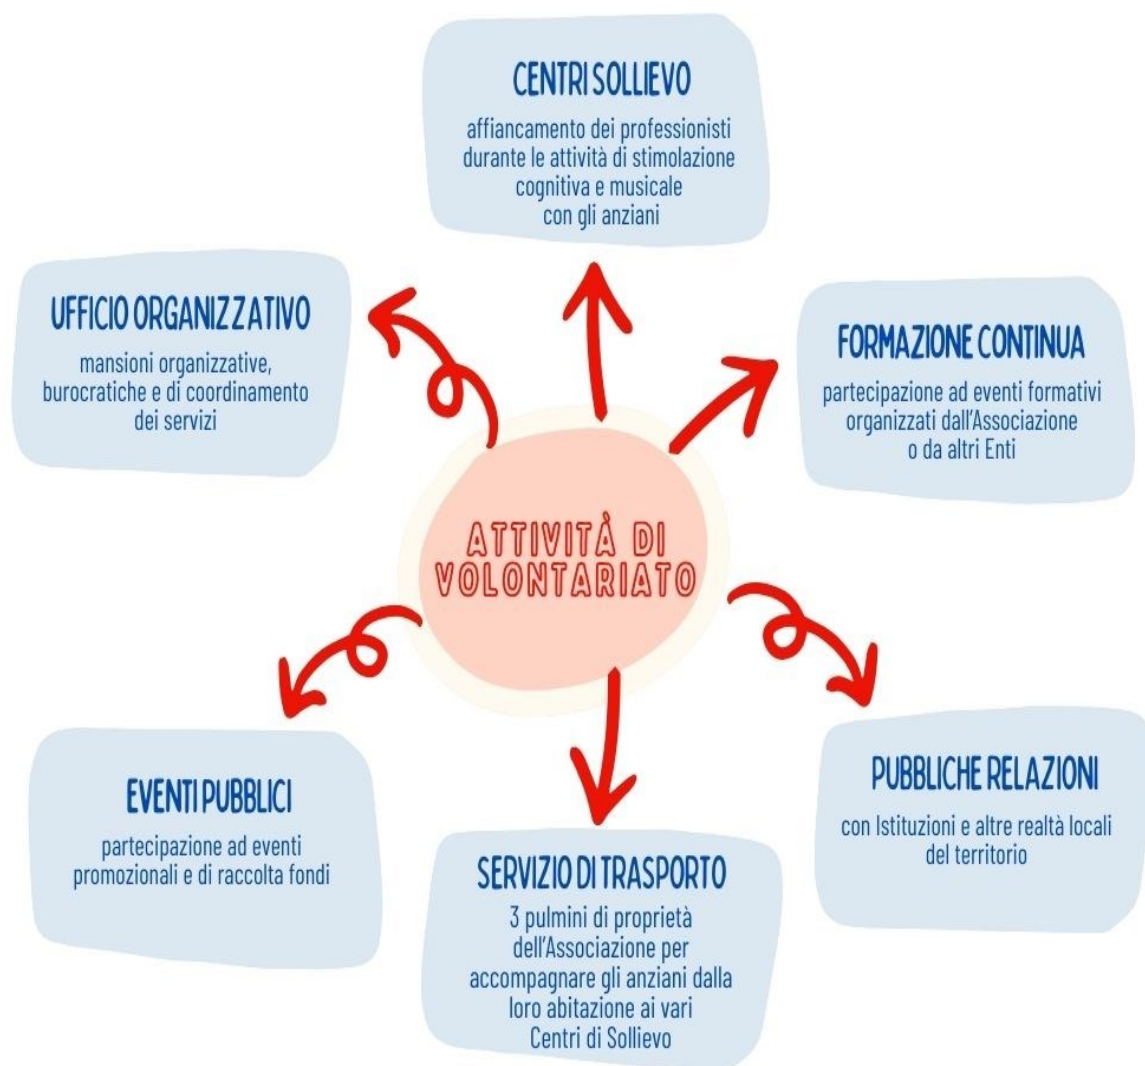 CENTRI SOLLIEVO
affiancamento dei professionisti
durante le attività di stimolazione
cognitiva e musicale
con gli anziani
UFFICIO ORGANIZZATIVO
mansioni organizzative,
burocratiche e di coordinamento
dei servizi
FORMAZIONE CONTINUA
partecipazione ad eventi formativi
organizzati dall'Associazione
o da altri Enti
ATTIVITÀ DI
VOLONTARIATO
EVENTI PUBBLICI
partecipazione ad eventi
promozionali e di raccolta fondi
SERVIZIO DI TRASPORTO
3 pulmini di proprietà
dell'Associazione per
accompagnare gli anziani dalla
loro abitazione ai vari
Centri di Sollievo
PUBBLICHE RELAZIONI
con Istituzioni e altre realtà locali
del territorio